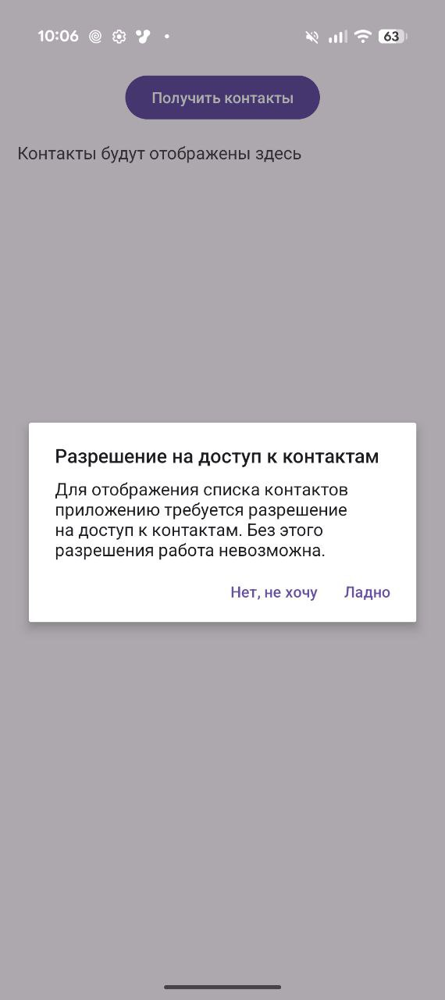 10:06
63
Получить контакты
Контакты будут отображены здесь
Разрешение на доступ к контактам
Для отображения списка контактов
приложению требуется разрешение
на доступ к контактам. Без этого
разрешения работа невозможна.
Нет, не хочу
Ладно